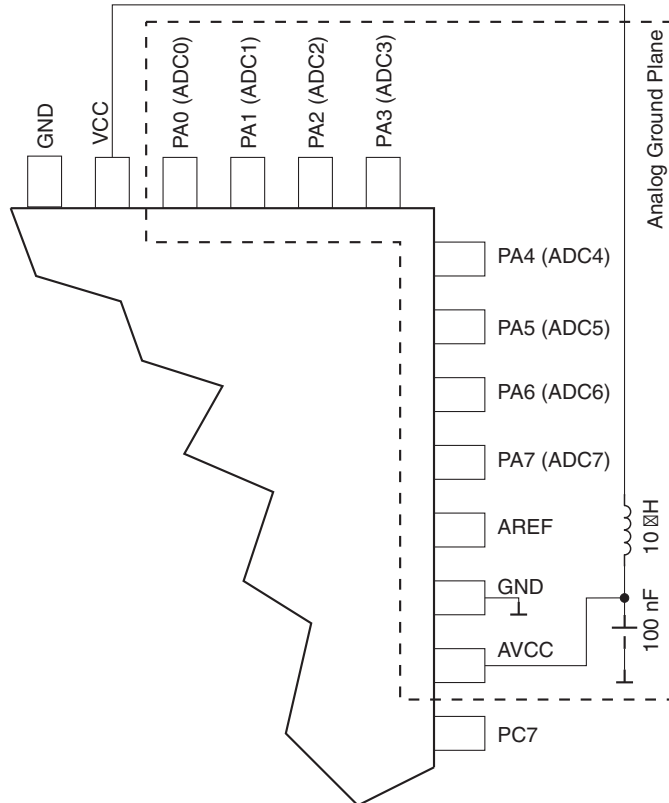 GND
VCC
PA0 (ADC0)
PA1 (ADC1)
PA2 (ADC2)
PA3 (ADC3)
Analog Ground Plane
PA4 (ADC4)
PA5 (ADC5)
PA6 (ADC6)
PA7 (ADC7)
AREF
10 H
GND
100 nF
AVCC
PC7